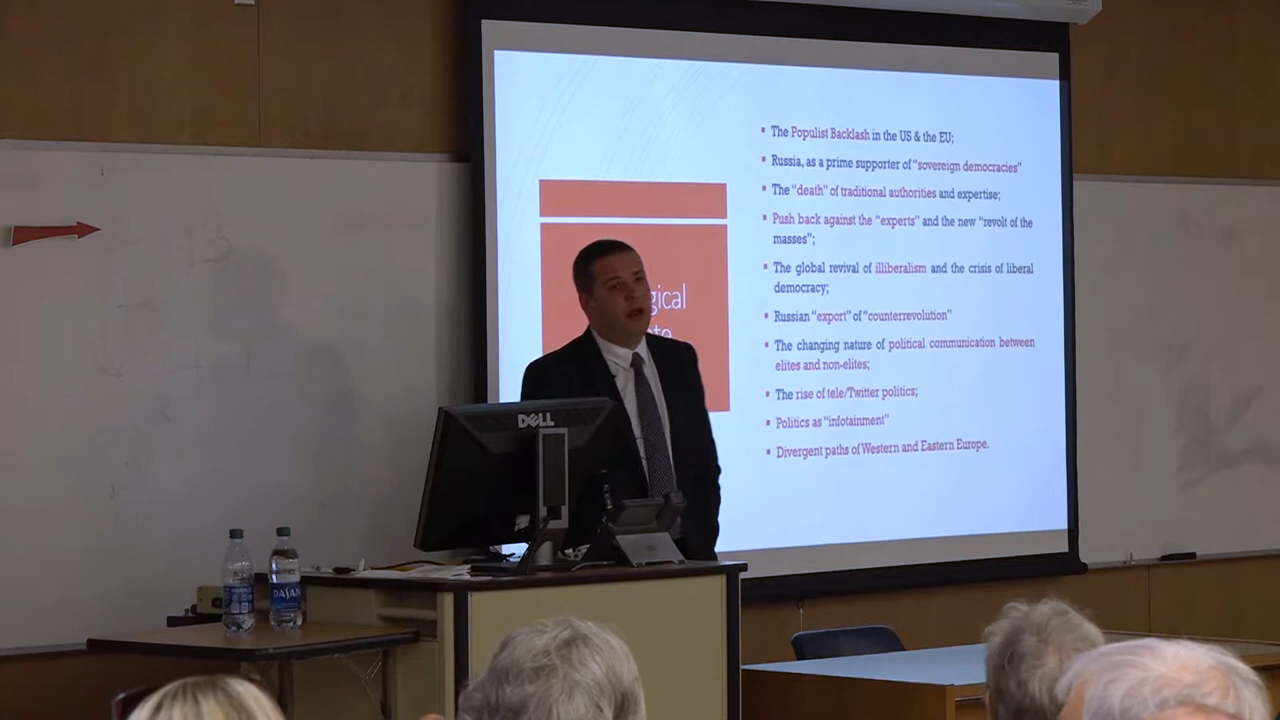 The Populist Backlash in the US & the EU;
Russia, as a prime supporter of “sovereign democracies”
The “death” of traditional authorities and expertise;
Push back against the “experts” and the new “revolt of the
masses”;
The global revival of illiberalism and the crisis of liberal
democracy;
Russian “export” of “counterrevolution”
The changing nature of political communication between
elites and non-elites;
The rise of tele/Twitter politics;
Politics as “infotainment”
Divergent paths of Western and Eastern Europe.
DELL
DASANI